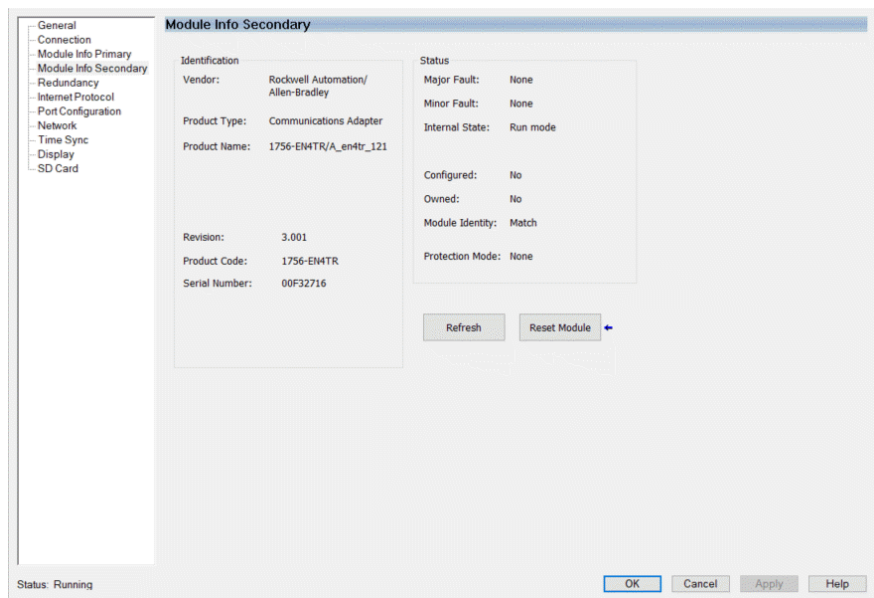 General
Connection
Module Info Primary
Module Info Secondary
Redundancy
Internet Protocol
Port Configuration
Network
Time Sync
Display
SD Card
Module Info Secondary
Identification
Vendor: Rockwell Automation/
Allen-Bradley
Product Type: Communications Adapter
Product Name: 1756-EN4TR/A_en4tr_121
Revision: 3.001
Product Code: 1756-EN4TR
Serial Number: 00F32716
Status
Major Fault: None
Minor Fault: None
Internal State: Run mode
Configured: No
Owned: No
Module Identity: Match
Protection Mode: None
Refresh Reset Module
Status: Running
OK Cancel Apply Help